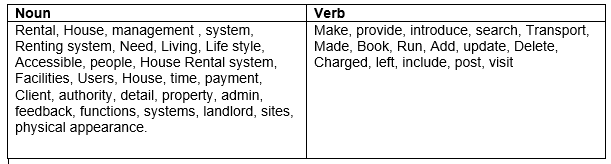 Noun
Rental, House, management , system,
Renting system, Need, Living, Life style,
Accessible, people, House Rental system,
Facilities, Users, House, time, payment,
Client, authority, detail, property, admin,
feedback, functions, systems, landlord, sites,
physical appearance.
Verb
Make, provide, introduce, search, Transport,
Made, Book, Run, Add, update, Delete,
Charged, left, include, post, visit